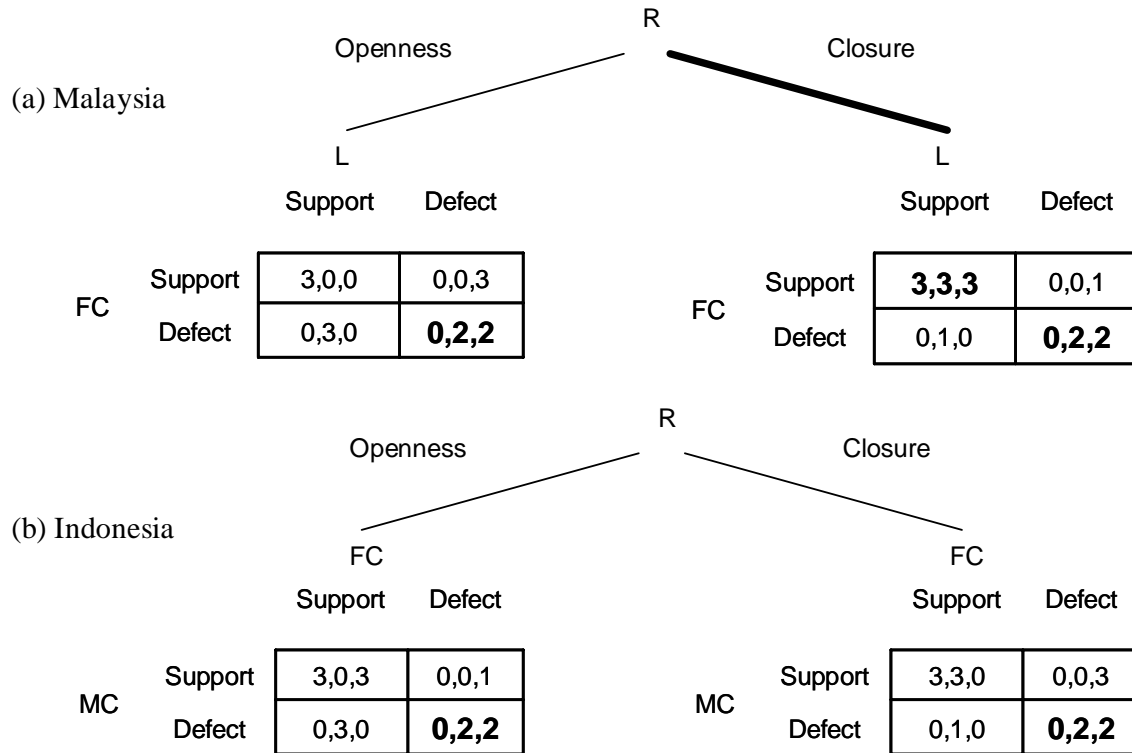 R
Openness Closure
(a) Malaysia
L L
Support Defect Support Defect
Support 3,0,0 0,0,3 Support 3,3,3 0,0,1
FC FC
Defect 0,3,0 0,2,2 Defect 0,1,0 0,2,2
R
Openness Closure
(b) Indonesia
FC FC
Support Defect Support Defect
Support 3,0,3 0,0,1 Support 3,3,0 0,0,3
MC MC
Defect 0,3,0 0,2,2 Defect 0,1,0 0,2,2